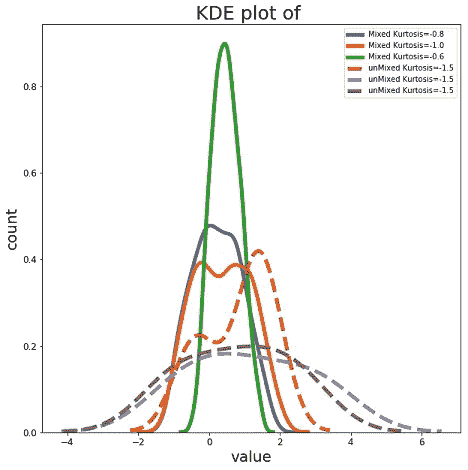 KDE plot of
Mixed Kurtosis=-0.8
Mixed Kurtosis=-1.0
Mixed Kurtosis=-0.6
unMixed Kurtosis=-1.5
unMixed Kurtosis=-1.5
unMixed Kurtosis=-1.5
0.8
0.6
0.4
0.2
0.0
count
−4 −2 0 2 4 6
value